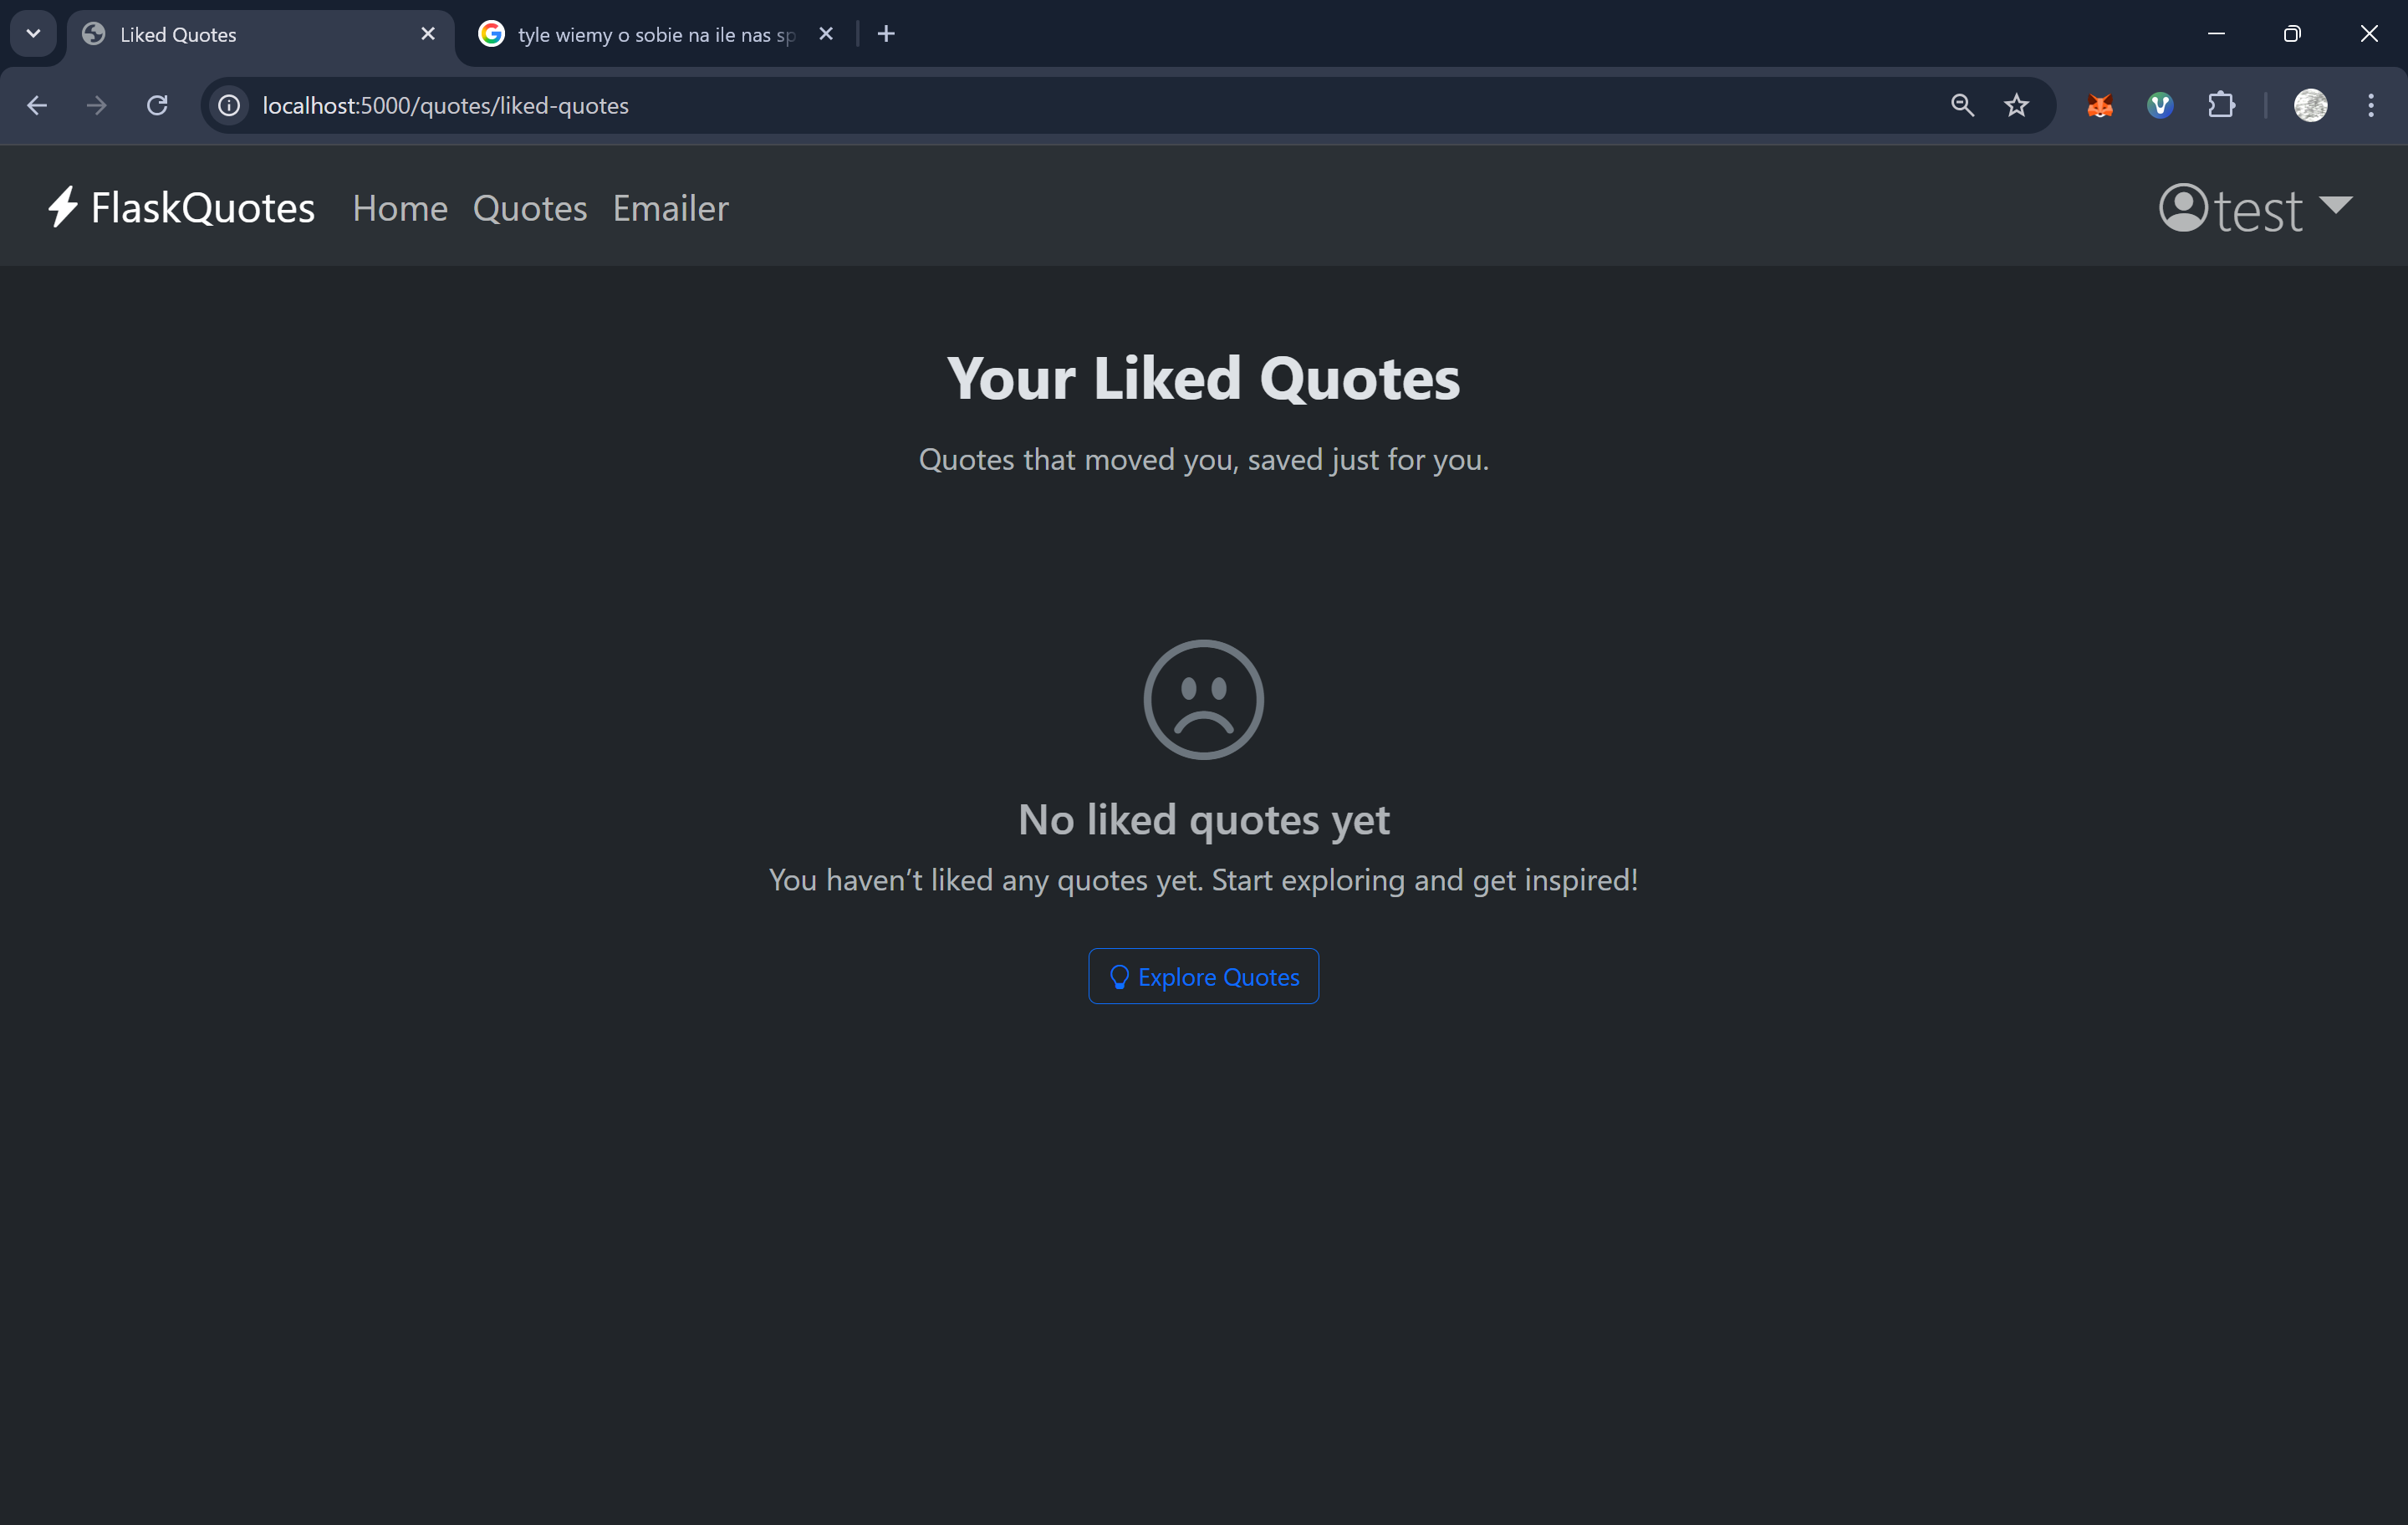 Liked Quotes
tyle wiemy o sobie na ile nas sp
localhost:5000/quotes/liked-quotes
FlaskQuotes Home Quotes Emailer test
Your Liked Quotes
Quotes that moved you, saved just for you.
No liked quotes yet
You haven’t liked any quotes yet. Start exploring and get inspired!
Explore Quotes